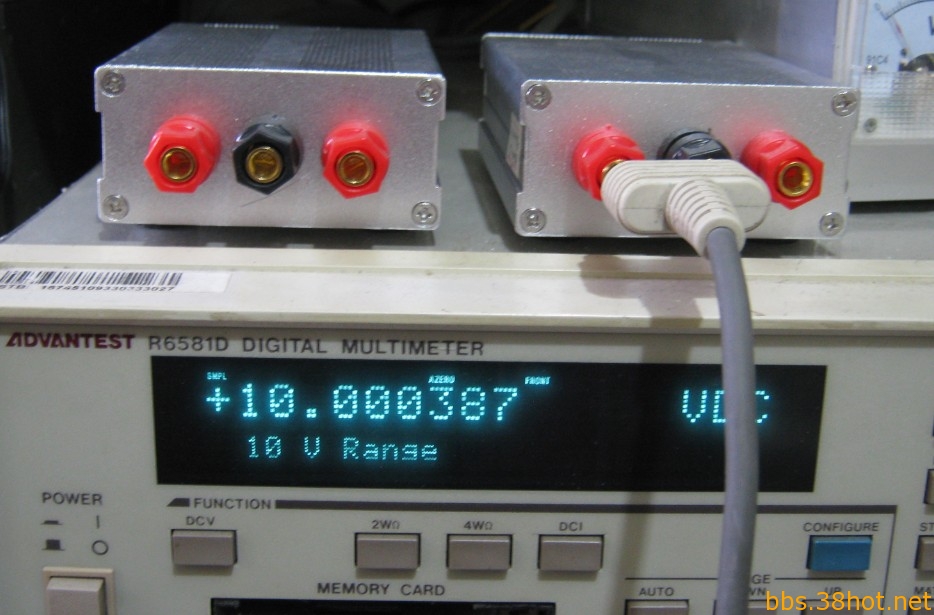 ADVANTEST R6581D DIGITAL MULTIMETER
SMPL AZERO FRONT
+10.000387 VDC
10 V Range
POWER
FUNCTION
DCV 2WΩ 4WΩ DCI CONFIGURE
MEMORY CARD
AUTO
bbs.38hot.net